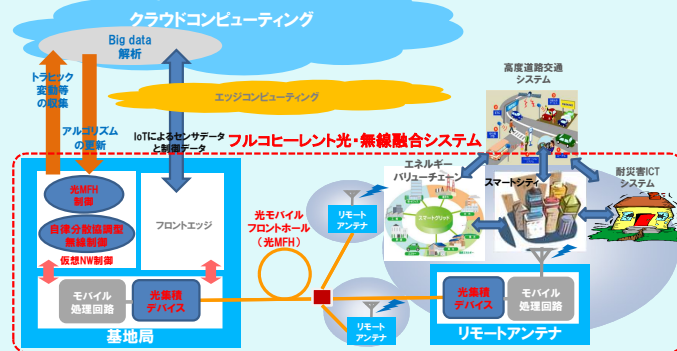 クラウドコンピューティング
Big data
解析
トラヒック
変動等
の収集
アルゴリズム
の更新
エッジコンピューティング
IoTによるセンサデータ
と制御データ
高度道路交通
システム
フルコヒーレント光・無線融合システム
エネルギー
バリューチェーン
スマートシティ
耐災害ICT
システム
スマートグリッド
光MFH
制御
自律分散協調型
無線制御
仮想NW制御
フロントエッジ
光モバイル
フロントホール
(光MFH)
リモート
アンテナ
モバイル
処理回路
光集積
デバイス
基地局
リモート
アンテナ
光集積
デバイス
モバイル
処理回路
リモートアンテナ